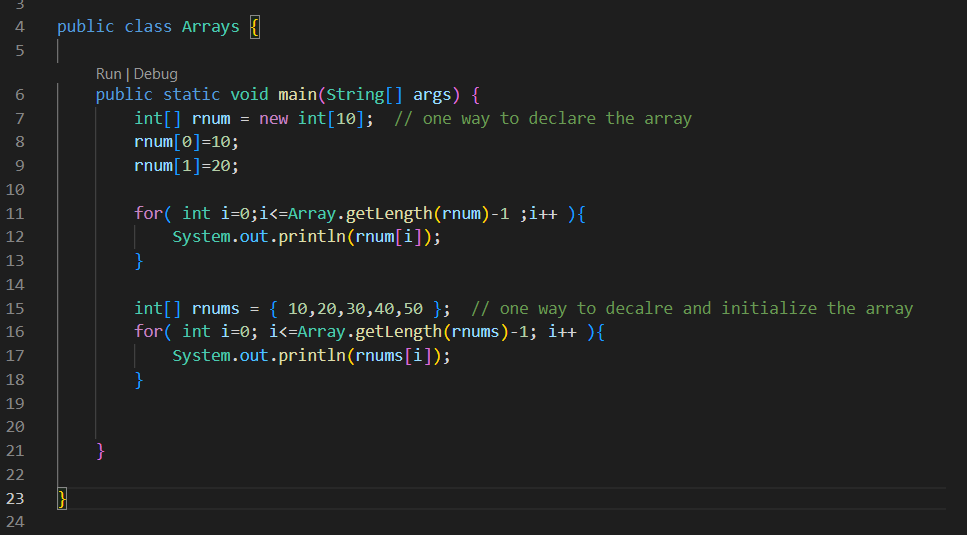 3
4 public class Arrays {
5
Run | Debug
6 public static void main(String[] args) {
7 int[] rnum = new int[10];  // one way to declare the array
8 rnum[0]=10;
9 rnum[1]=20;
10
11 for( int i=0;i<=Array.getLength(rnum)-1 ;i++ ){
12 System.out.println(rnum[i]);
13 }
14
15 int[] rnums = { 10,20,30,40,50 };  // one way to decalre and initialize the array
16 for( int i=0; i<=Array.getLength(rnums)-1; i++ ){
17 System.out.println(rnums[i]);
18 }
19
20
21 }
22
23 }
24